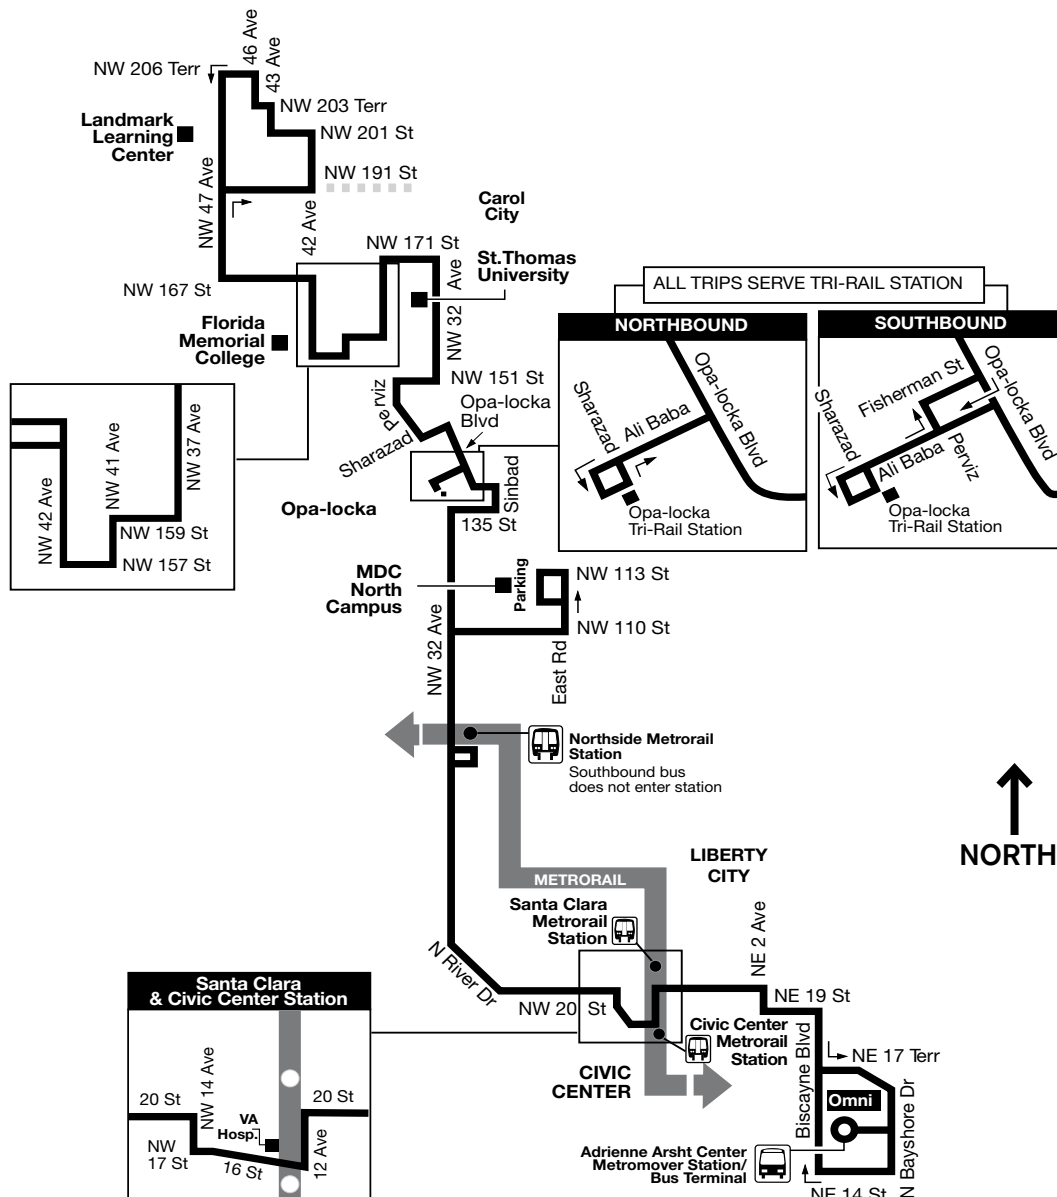 46 Ave
43 Ave
NW 206 Terr
NW 203 Terr
Landmark
Learning
Center
NW 201 St
NW 191 St
NW 47 Ave
42 Ave
Carol
City
NW 171 St
St.Thomas
University
NW 32 Ave
NW 167 St
Florida
Memorial
College
ALL TRIPS SERVE TRI-RAIL STATION
NORTHBOUND
Sharazad
Ali Baba
Opa-locka Blvd
Opa-locka
Tri-Rail Station
SOUTHBOUND
Sharazad
Fisherman St
Opa-locka Blvd
Ali Baba
Perviz
Opa-locka
Tri-Rail Station
NW 151 St
Perviz
Opa-locka
Blvd
Sharazad
Sinbad
Opa-locka
135 St
NW 42 Ave
NW 41 Ave
NW 37 Ave
NW 159 St
NW 157 St
MDC
North
Campus
Parking
NW 113 St
NW 110 St
NW 32 Ave
East Rd
Northside Metrorail
Station
Southbound bus
does not enter station
NORTH
LIBERTY
CITY
METRORAIL
Santa Clara
Metrorail
Station
NE 2 Ave
N River Dr
NW 20 St
NE 19 St
Civic Center
Metrorail
Station
CIVIC
CENTER
Biscayne Blvd
NE 17 Terr
Omni
N Bayshore Dr
Adrienne Arsht Center
Metromover Station/
Bus Terminal
NE 14 St
Santa Clara
& Civic Center Station
20 St
NW 14 Ave
20 St
VA
Hosp.
NW
17 St
16 St
12 Ave